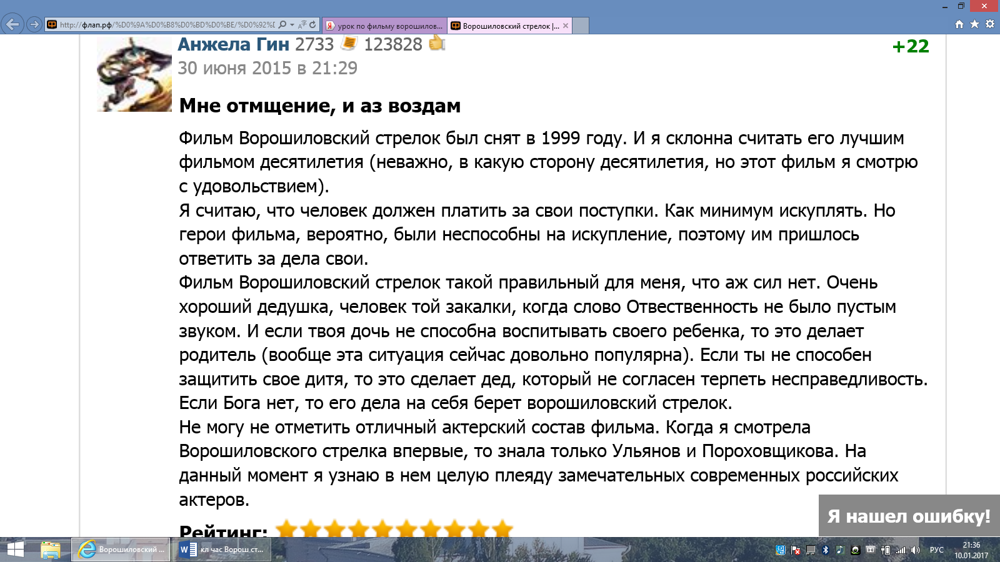 http://флап.рф/%D0%9A%D0%B8%D0%BD%D0%BE/%D0%92%D
урок по фильму ворошилов...
Ворошиловский стрелок |...
Анжела Гин 2733 123828
+22
30 июня 2015 в 21:29
Мне отмщение, и аз воздам
Фильм Ворошиловский стрелок был снят в 1999 году. И я склонна считать его лучшим
фильмом десятилетия (неважно, в какую сторону десятилетия, но этот фильм я смотрю
с удовольствием).
Я считаю, что человек должен платить за свои поступки. Как минимум искуплять. Но
герои фильма, вероятно, были неспособны на искупление, поэтому им пришлось
ответить за дела свои.
Фильм Ворошиловский стрелок такой правильный для меня, что аж сил нет. Очень
хороший дедушка, человек той закалки, когда слово Отвественность не было пустым
звуком. И если твоя дочь не способна воспитывать своего ребенка, то это делает
родитель (вообще эта ситуация сейчас довольно популярна). Если ты не способен
защитить свое дитя, то это сделает дед, который не согласен терпеть несправедливость.
Если Бога нет, то его дела на себя берет ворошиловский стрелок.
Не могу не отметить отличный актерский состав фильма. Когда я смотрела
Ворошиловского стрелка впервые, то знала только Ульянов и Пороховщикова. На
данный момент я узнаю в нем целую плеяду замечательных современных российских
актеров.
Я нашел ошибку!
Рейтинг:
Ворошиловский ...
кл час Ворош ст...
РУС
21:36
10.01.2017